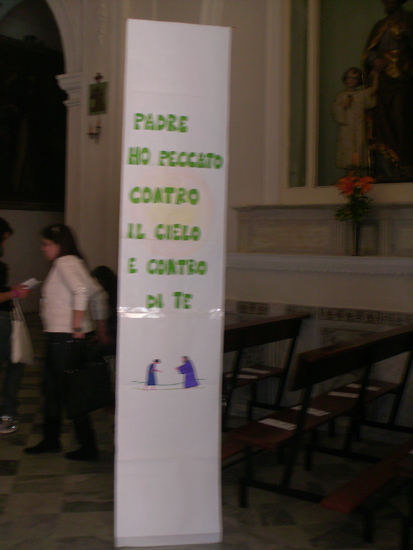 PADRE
HO PECCATO
CONTRO
IL CIELO
E CONTRO
DI TE